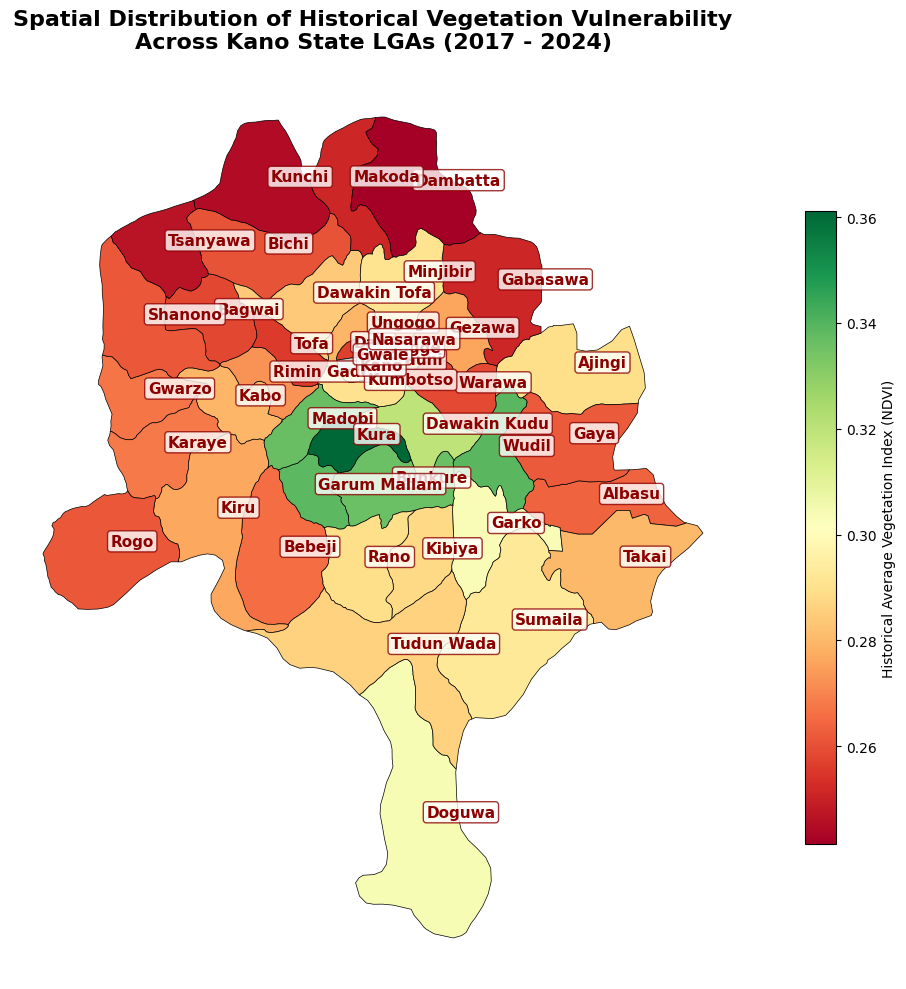 Spatial Distribution of Historical Vegetation Vulnerability
Across Kano State LGAs (2017 - 2024)
Kunchi
Makoda
Dambatta
Tsanyawa
Bichi
Minjibir
Gabasawa
Dawakin Tofa
Shanono
Bagwai
Ungogo
Gezawa
Tofa
Nasarawa
Gwale
Kano
Ajingi
Rimin Gad
Kumbotso
Warawa
Gwarzo
Kabo
Madobi
Dawakin Kudu
Kura
Gaya
Karaye
Wudil
Garum Mallam
Albasu
Kiru
Garko
Rogo
Bebeji
Rano
Kibiya
Takai
Sumaila
Tudun Wada
Doguwa
0.36
0.34
0.32
0.30
0.28
0.26
Historical Average Vegetation Index (NDVI)